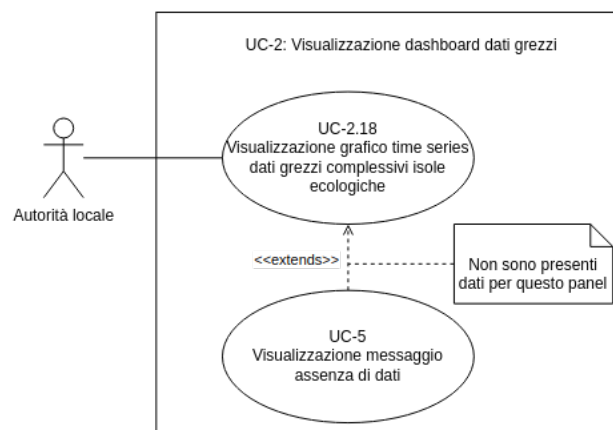 UC-2: Visualizzazione dashboard dati grezzi
UC-2.18
Visualizzazione grafico time series
dati grezzi complessivi isole
ecologiche
Autorità locale
<<extends>>
Non sono presenti
dati per questo panel
UC-5
Visualizzazione messaggio
assenza di dati